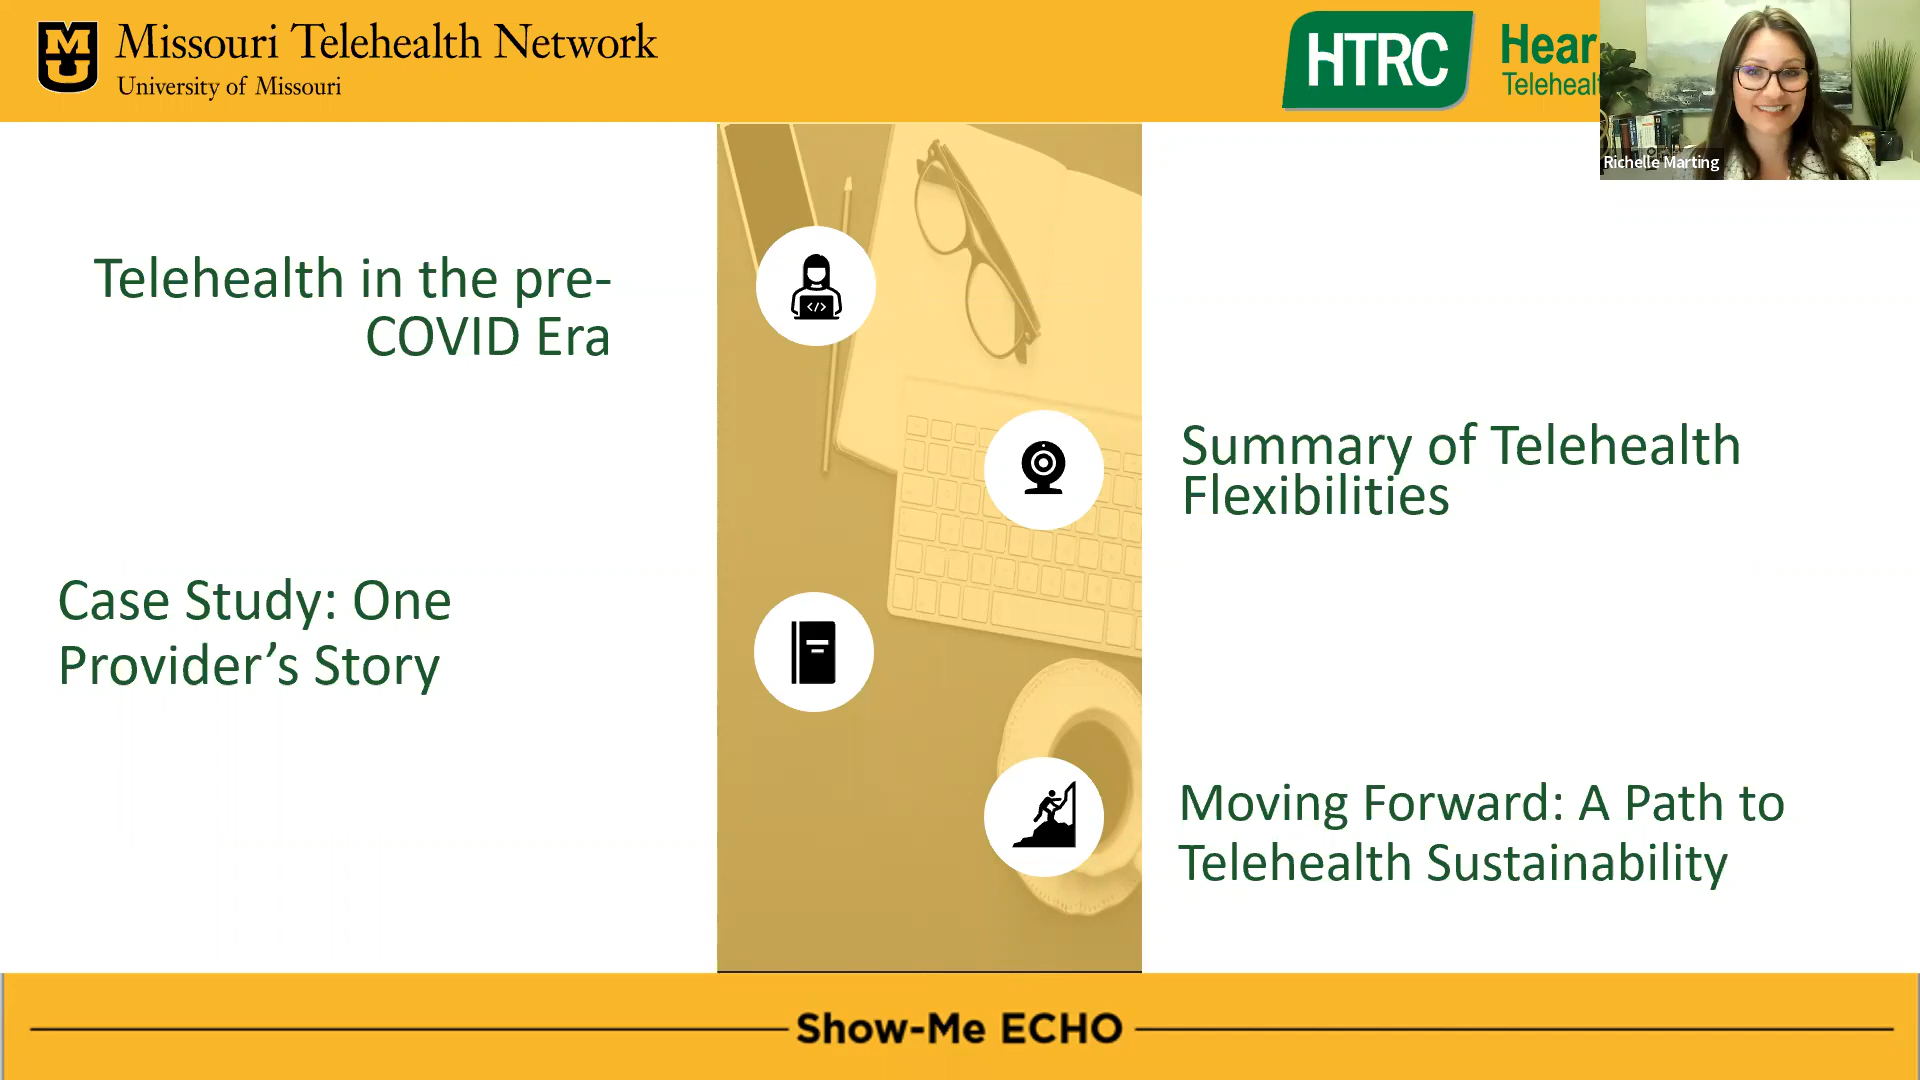 Missouri Telehealth Network
University of Missouri
MU
HTRC
Hear
Teleheal
Richelle Marting
Telehealth in the pre-
COVID Era
</>
Summary of Telehealth
Flexibilities
Case Study: One
Provider’s Story
Moving Forward: A Path to
Telehealth Sustainability
Show-Me ECHO